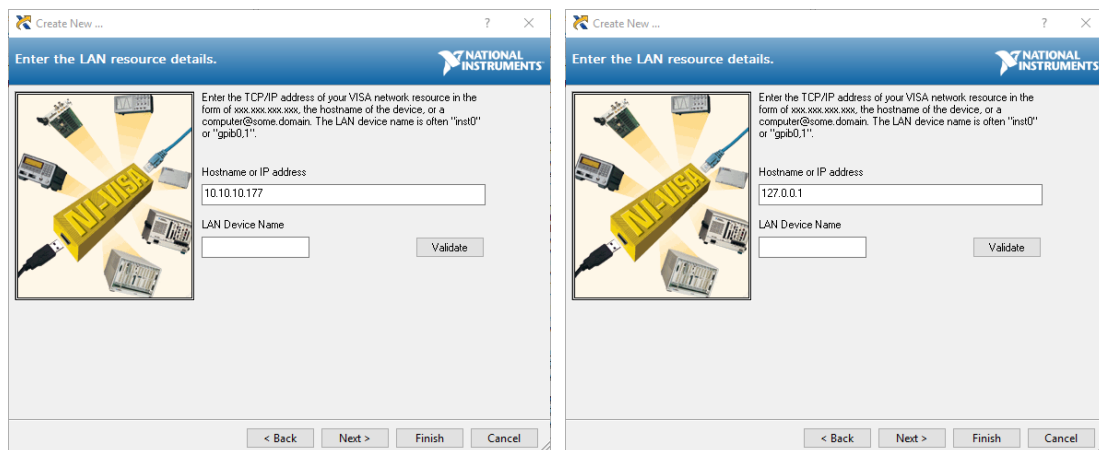 Create New ...
Enter the LAN resource details.
NATIONAL
INSTRUMENTS
Enter the TCP/IP address of your VISA network resource in the
form of xxx.xxx.xxx.xxx, the hostname of the device, or a
computer@some.domain. The LAN device name is often "inst0"
or "gpib0,1".
NI-VISA
Hostname or IP address
10.10.10.177
LAN Device Name
Validate
< Back Next > Finish Cancel
Create New ...
Enter the LAN resource details.
NATIONAL
INSTRUMENTS
Enter the TCP/IP address of your VISA network resource in the
form of xxx.xxx.xxx.xxx, the hostname of the device, or a
computer@some.domain. The LAN device name is often "inst0"
or "gpib0,1".
NI-VISA
Hostname or IP address
127.0.0.1
LAN Device Name
Validate
< Back Next > Finish Cancel